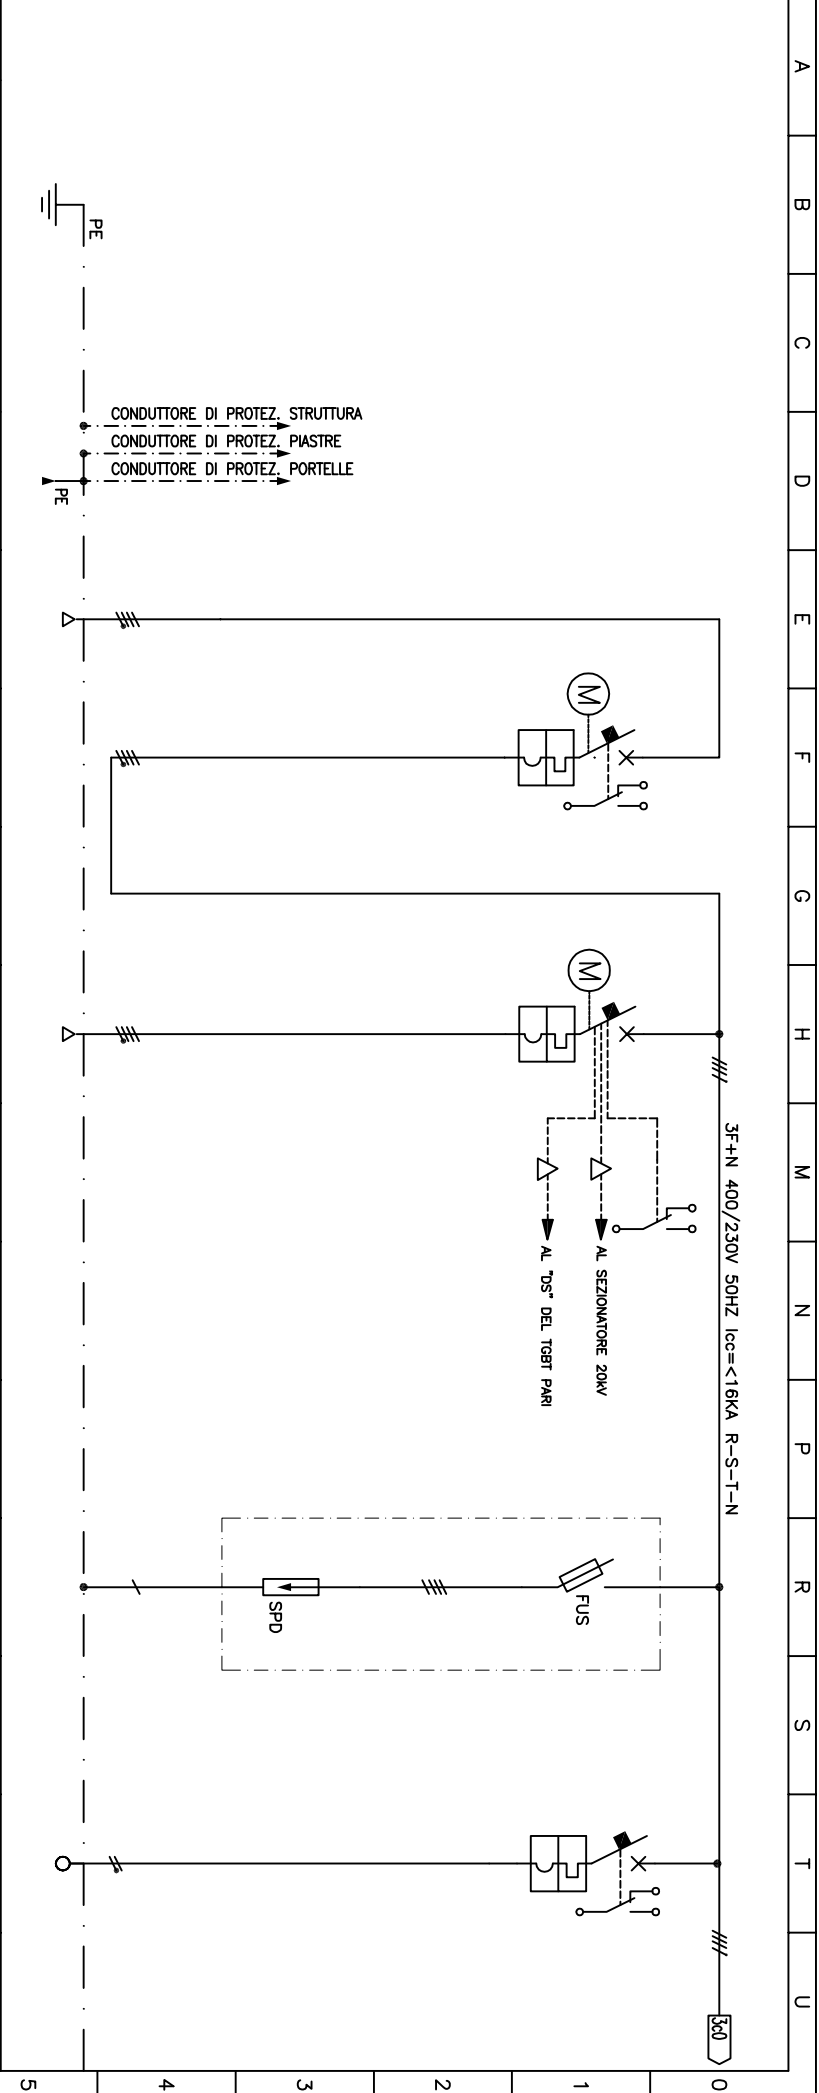 A
B
C
D
E
F
G
H
M
N
P
R
S
T
U
0
1
2
3
4
5
PE
CONDUTTORE DI PROTEZ. STRUTTURA
CONDUTTORE DI PROTEZ. PIASTRE
CONDUTTORE DI PROTEZ. PORTELLE
PE
M
M
3F+N 400/230V 50HZ Icc=<16KA R-S-T-N
AL SEZIONATORE 20kV
AL "DS" DEL TGBT PARI
FUS
SPD
3c0